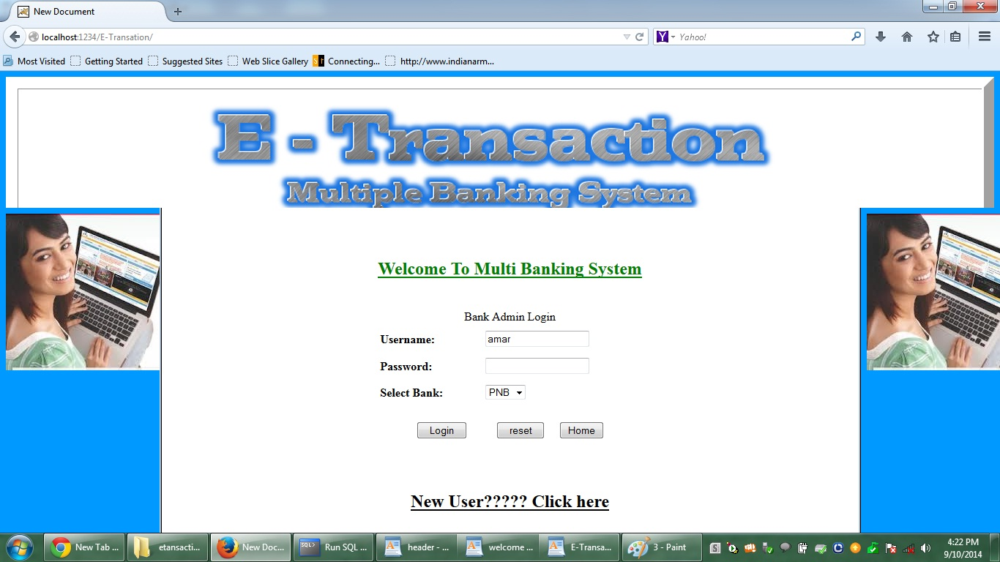 New Document
localhost:1234/E-Transation/
Yahoo!
Most Visited Getting Started Suggested Sites Web Slice Gallery Connecting... http://www.indianarm...
E - Transaction
Multiple Banking System
Welcome To Multi Banking System
Bank Admin Login
Username: amar
Password:
Select Bank: PNB
Login reset Home
New User????? Click here
New Tab ... etansacti... New Doc... Run SQL ... header - ... welcome ... E-Transa... 3 - Paint
4:22 PM
9/10/2014